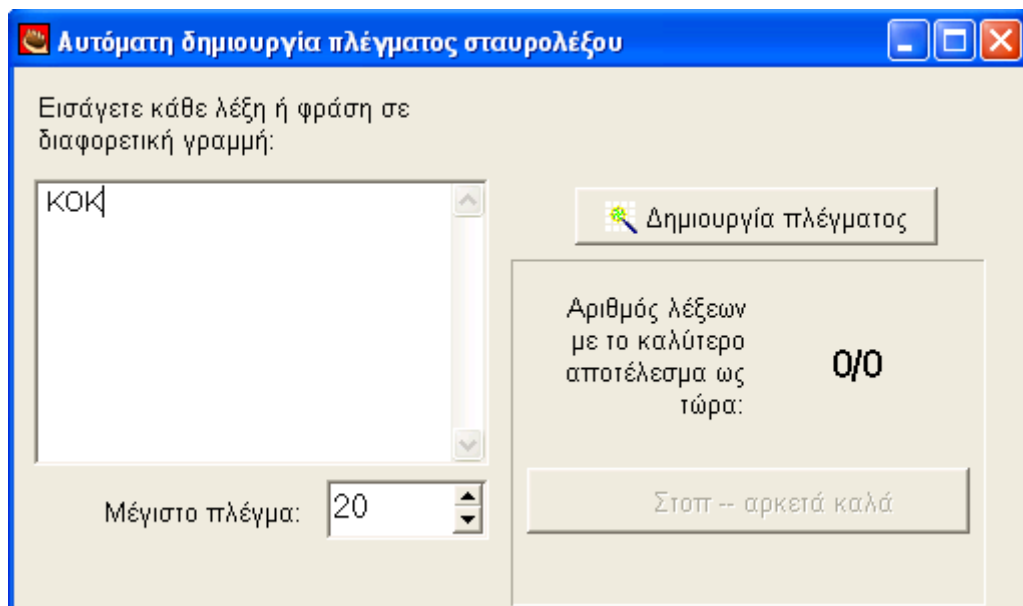 Αυτόματη δημιουργία πλέγματος σταυρολέξου
Εισάγετε κάθε λέξη ή φράση σε
διαφορετική γραμμή:
ΚΟΚ
Δημιουργία πλέγματος
Αριθμός λέξεων
με το καλύτερο
αποτέλεσμα ως
τώρα:
0/0
Μέγιστο πλέγμα:
20
Στοπ -- αρκετά καλά